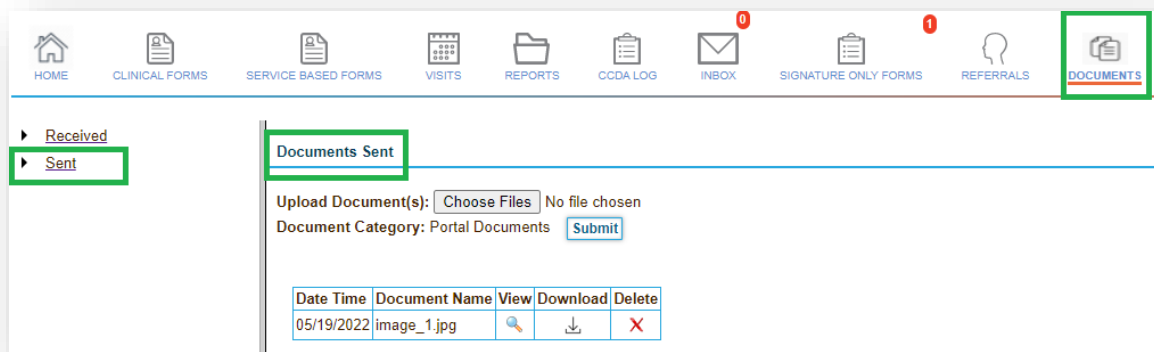 0 1
HOME CLINICAL FORMS SERVICE BASED FORMS VISITS REPORTS CCDA LOG INBOX SIGNATURE ONLY FORMS REFERRALS DOCUMENTS
Received
Sent
Documents Sent
Upload Document(s): Choose Files No file chosen
Document Category: Portal Documents Submit
Date Time Document Name View Download Delete
05/19/2022 image_1.jpg